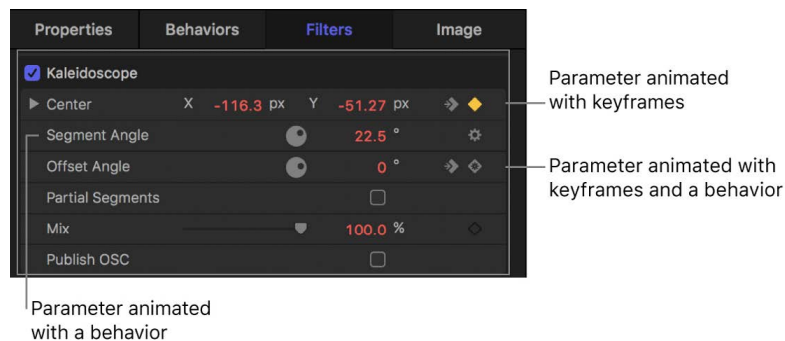 Properties Behaviors Filters Image
Kaleidoscope
Center X -116.3 px Y -51.27 px
Segment Angle 22.5 °
Offset Angle 0 °
Partial Segments
Mix 100.0 %
Publish OSC
Parameter animated
with keyframes
Parameter animated with
keyframes and a behavior
Parameter animated
with a behavior